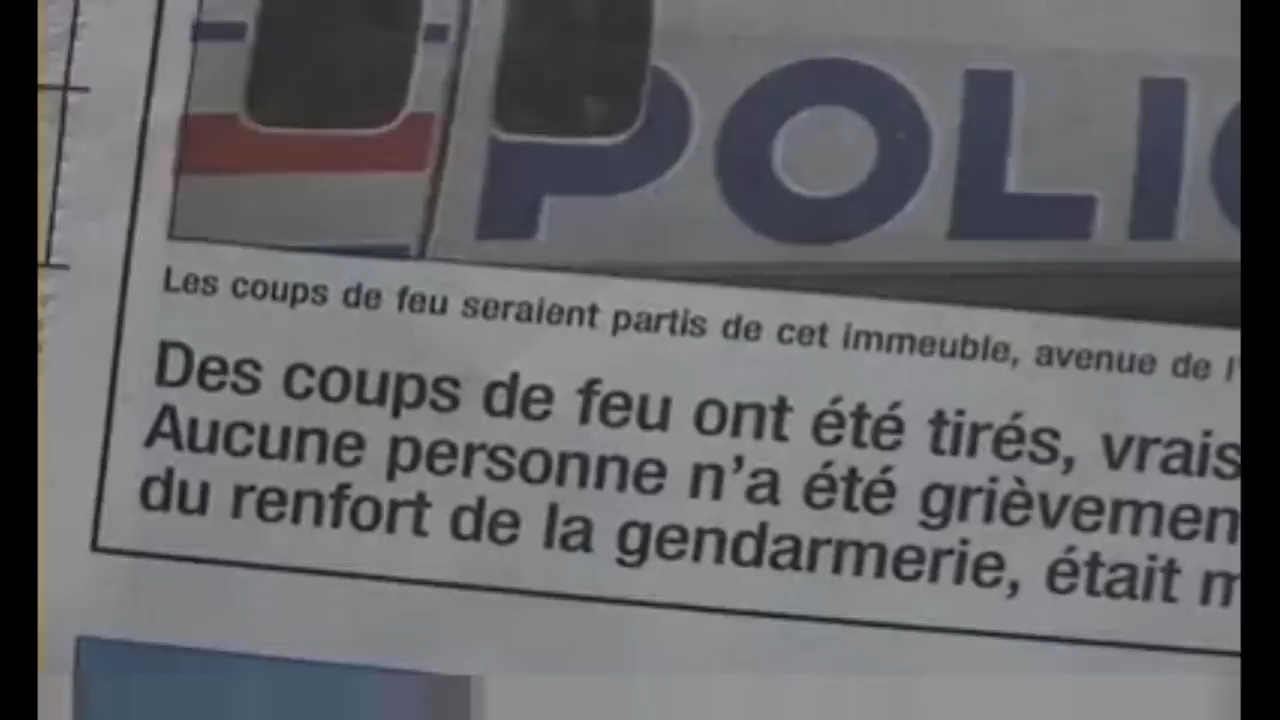 POLI
Les coups de feu seraient partis de cet immeuble, avenue de l'
Des coups de feu ont été tirés, vrais
Aucune personne n'a été grièvemen
du renfort de la gendarmerie, était m